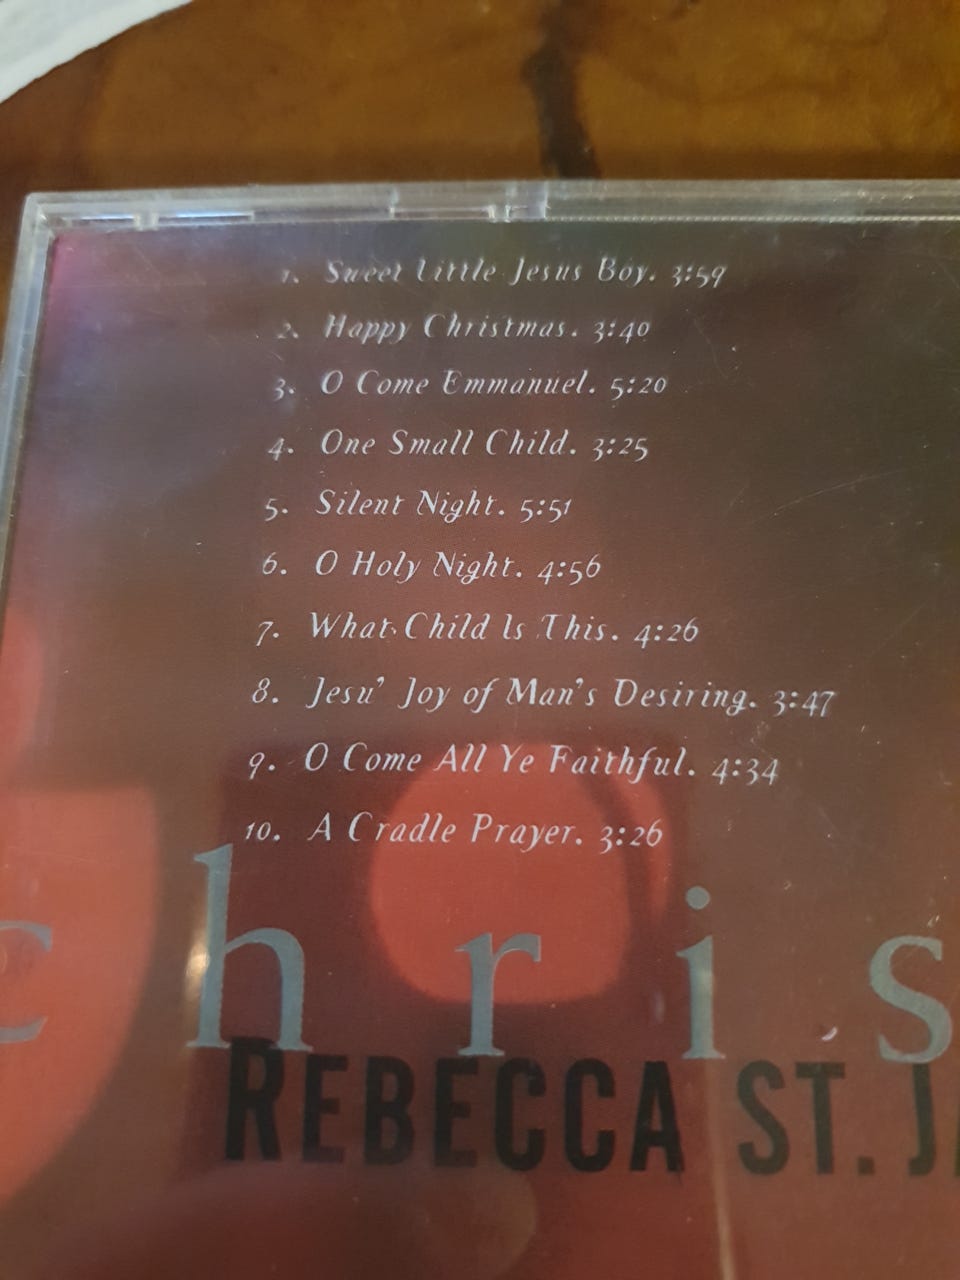 1. Sweet Little Jesus Boy. 3:59
2. Happy Christmas. 3:40
3. O Come Emmanuel. 5:20
4. One Small Child. 3:25
5. Silent Night. 5:51
6. O Holy Night. 4:56
7. What Child Is This. 4:26
8. Jesu' Joy of Man's Desiring. 3:47
9. O Come All Ye Faithful. 4:34
10. A Cradle Prayer. 3:26
chris
REBECCA ST. J